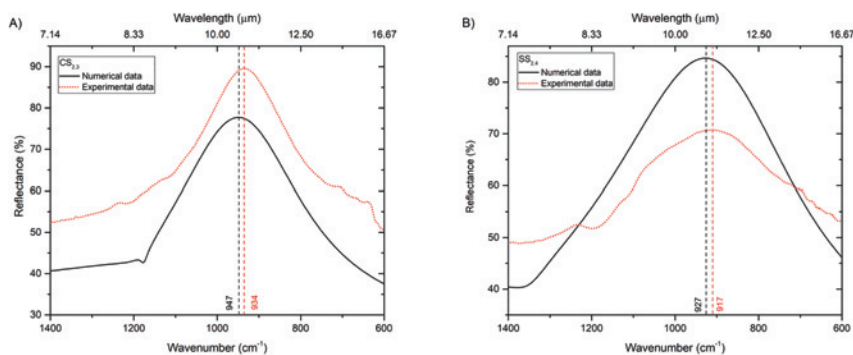 A)
Wavelength (μm)
7.14 8.33 10.00 12.50 16.67
CS2,3
Numerical data
Experimental data
Reflectance (%)
90
80
70
60
50
40
30
947
934
1400 1200 1000 800 600
Wavenumber (cm-1)
B)
Wavelength (μm)
7.14 8.33 10.00 12.50 16.67
SS2,4
Numerical data
Experimental data
Reflectance (%)
80
70
60
50
40
927
917
1400 1200 1000 800 600
Wavenumber (cm-1)